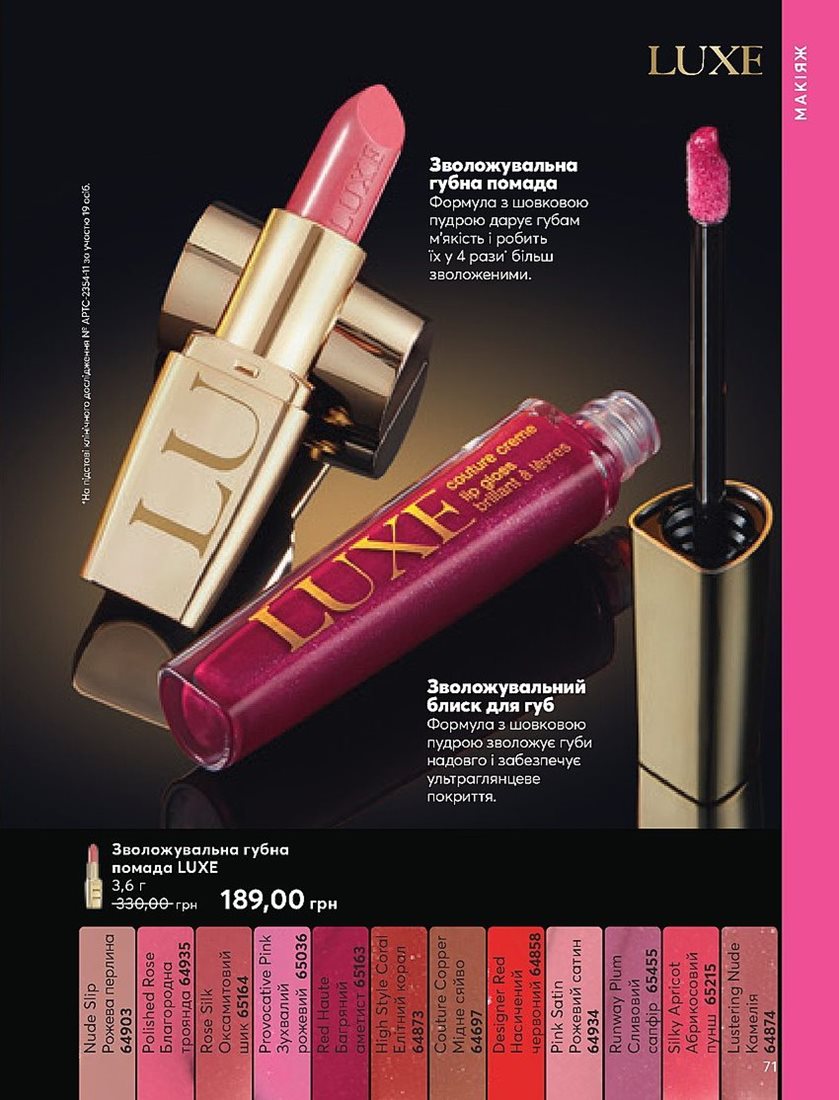 LUXE
МАКІЯЖ
Зволожувальна
губна помада
Формула з шовковою
пудрою дарує губам
м'якість і робить
їх у 4 рази* більш
зволоженими.
*На підставі клінічного дослідження № АРТС-2354-11 за участю 19 осіб.
LUXE
LU
LUXE
couture creme
lip gloss
brillant à lèvres
Зволожувальний
блиск для губ
Формула з шовковою
пудрою зволожує губи
надовго і забезпечує
ультраглянцеве
покриття.
Зволожувальна губна
помада LUXE
3,6 г
330,00 грн 189,00 грн
Nude Slip
Рожева перлина
64903
Polished Rose
Благородна
троянда 64935
Rose Silk
Оксамитовий
шик 65164
Provocative Pink
Зухвалий
рожевий 65036
Red Haute
Багряний
аметист 65163
High Style Coral
Елітний корал
64873
Couture Copper
Мідне сяйво
64697
Designer Red
Насичений
червоний 64858
Pink Satin
Рожевий сатин
64934
Runway Plum
Сливовий
сапфір 65455
Silky Apricot
Абрикосовий
пунш 65215
Lustering Nude
Камелія
64874
71